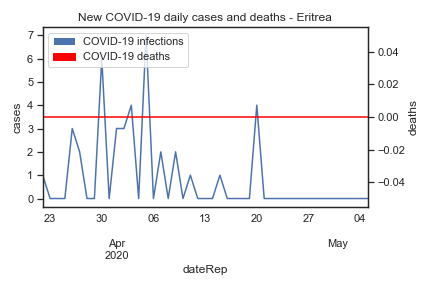 New COVID-19 daily cases and deaths - Eritrea
COVID-19 infections
COVID-19 deaths
cases
7
6
5
4
3
2
1
0
deaths
0.04
0.02
0.00
−0.02
−0.04
23 30 06 13 20 27 04
Apr May
2020
dateRep